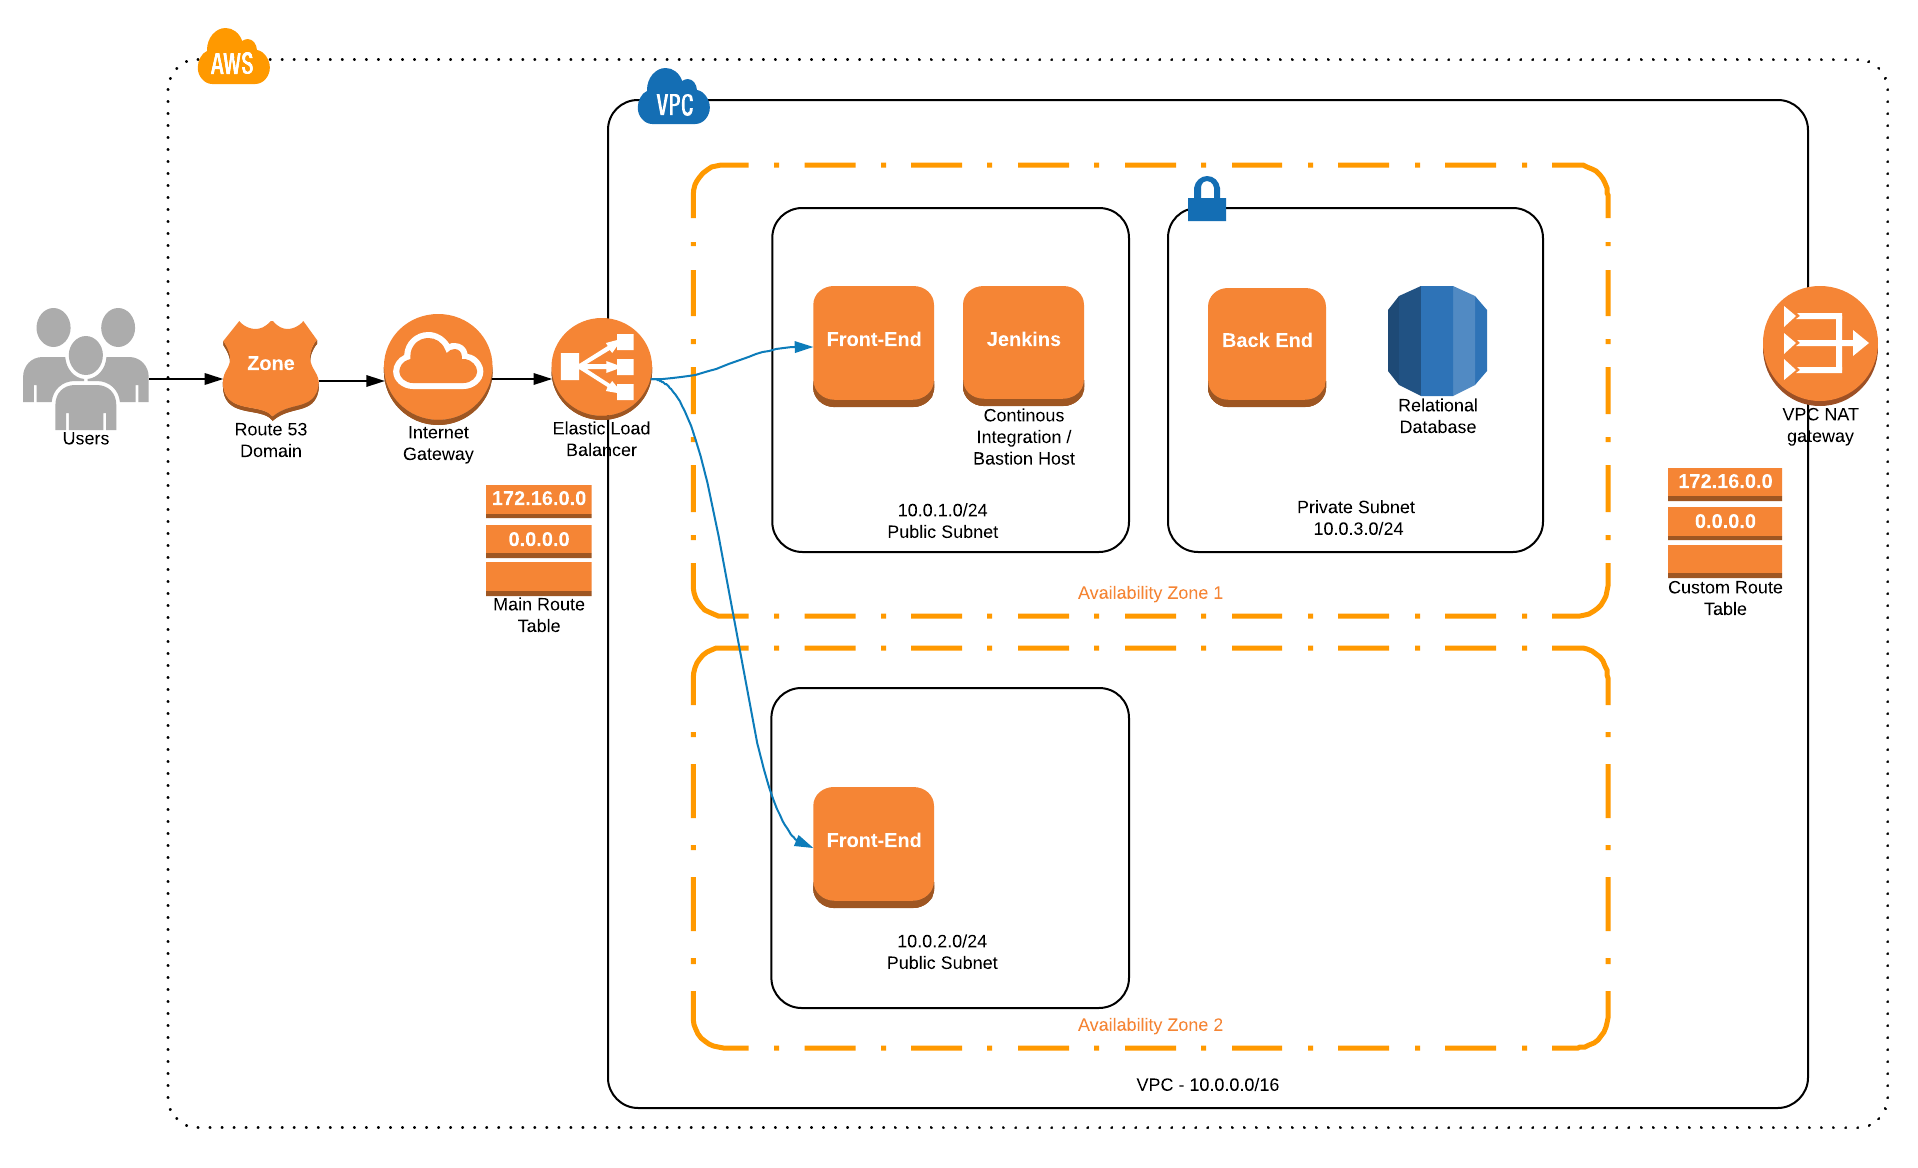 AWS
VPC
Users
Zone
Route 53
Domain
Internet
Gateway
Elastic Load
Balancer
172.16.0.0
0.0.0.0
Main Route
Table
Front-End
Jenkins
Continous
Integration /
Bastion Host
10.0.1.0/24
Public Subnet
Back End
Relational
Database
Private Subnet
10.0.3.0/24
Availability Zone 1
VPC NAT
gateway
172.16.0.0
0.0.0.0
Custom Route
Table
Front-End
10.0.2.0/24
Public Subnet
Availability Zone 2
VPC - 10.0.0.0/16